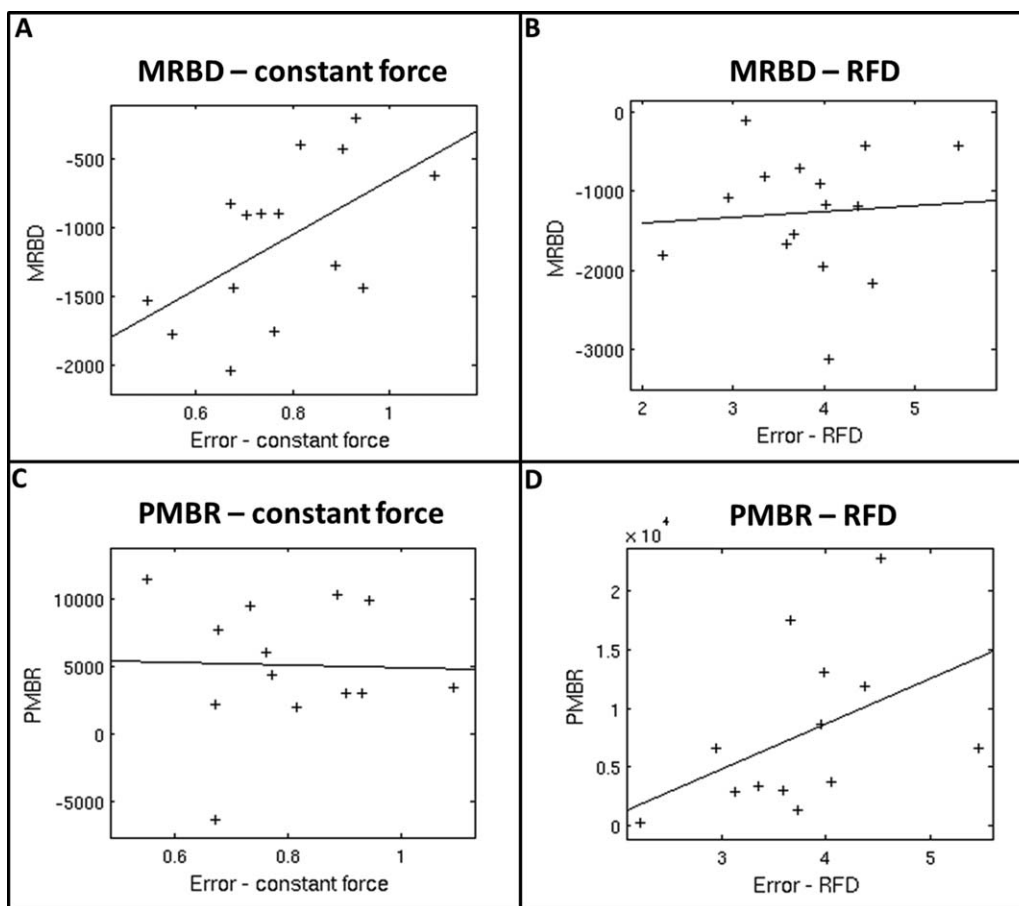 A
MRBD – constant force
-500
-1000
-1500
-2000
MRBD
0.6 0.8 1
Error - constant force
B
MRBD – RFD
0
-1000
-2000
-3000
MRBD
2 3 4 5
Error - RFD
C
PMBR – constant force
10000
5000
0
-5000
PMBR
0.6 0.8 1
Error - constant force
D
PMBR – RFD
× 10⁴
2
1.5
1
0.5
0
PMBR
3 4 5
Error - RFD